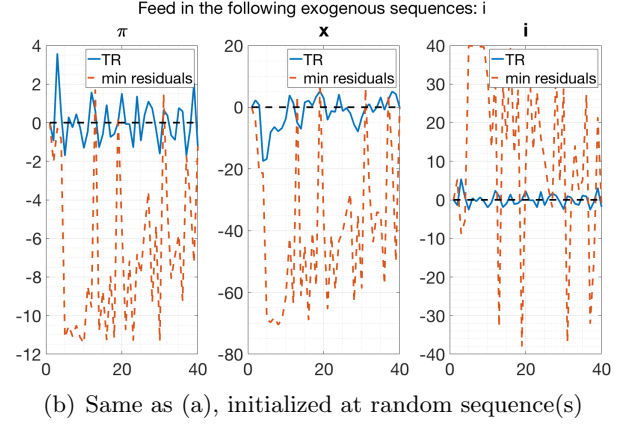 Feed in the following exogenous sequences: i
π x i
4 20 40
TR TR TR
min residuals min residuals min residuals
2 30
0 0 20
-2 10
-4 -20 0
-6 -40 -10
-8 -60 -20
-10 -30
-12 -80 -40
0 20 40 0 20 40 0 20 40
(b) Same as (a), initialized at random sequence(s)